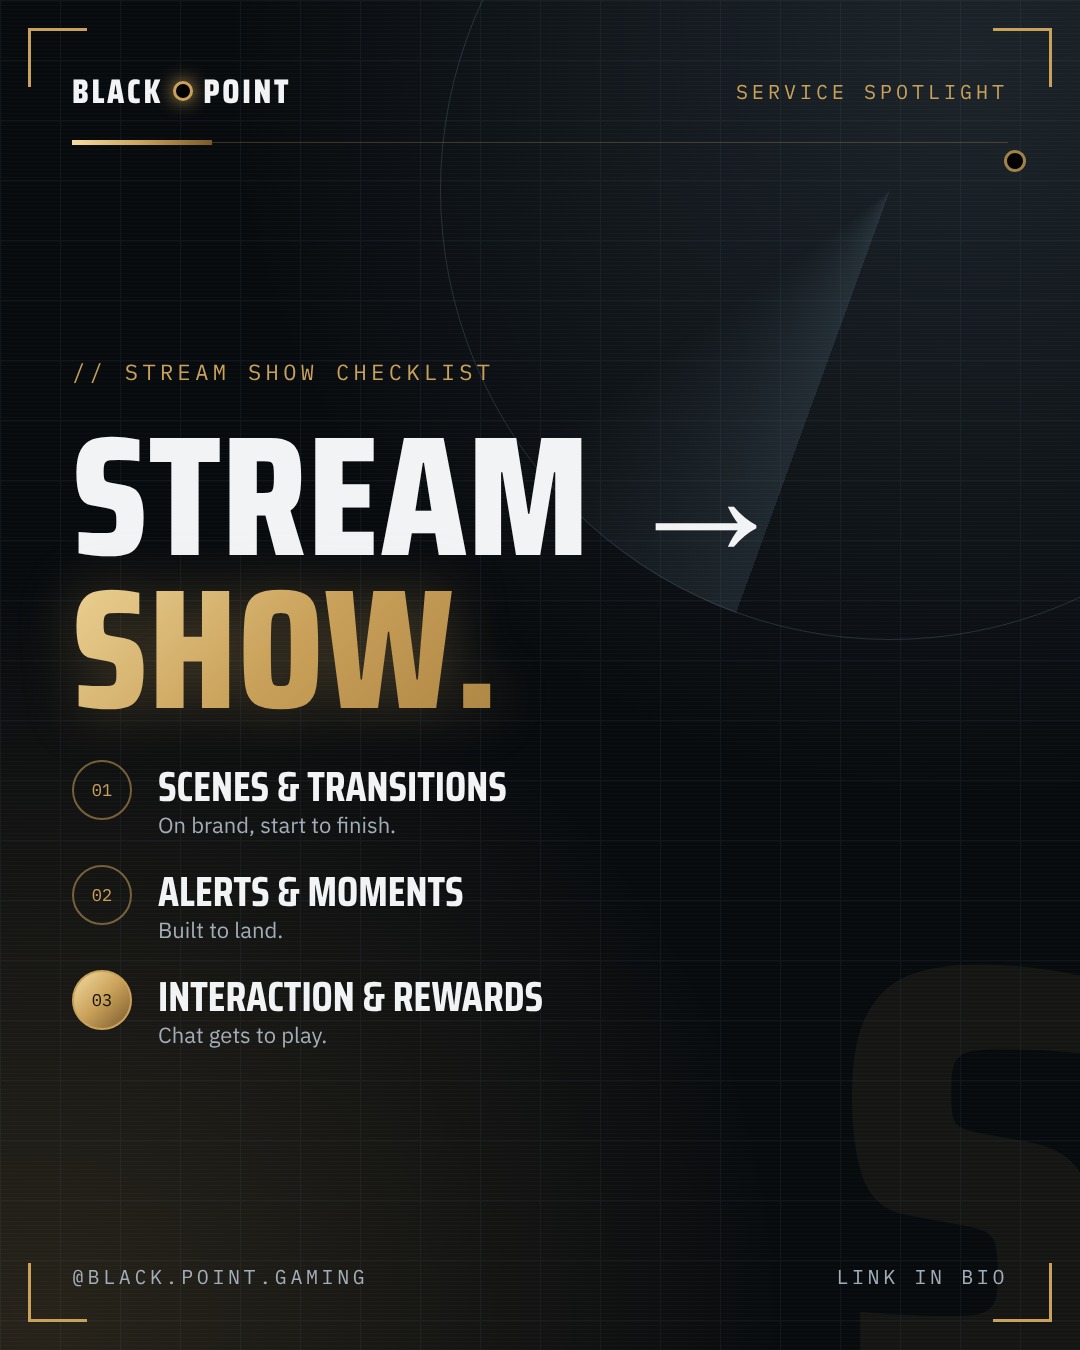 BLACK POINT
SERVICE SPOTLIGHT
// STREAM SHOW CHECKLIST
STREAM →
SHOW.
01
SCENES & TRANSITIONS
On brand, start to finish.
02
ALERTS & MOMENTS
Built to land.
03
INTERACTION & REWARDS
Chat gets to play.
S
@BLACK.POINT.GAMING
LINK IN BIO